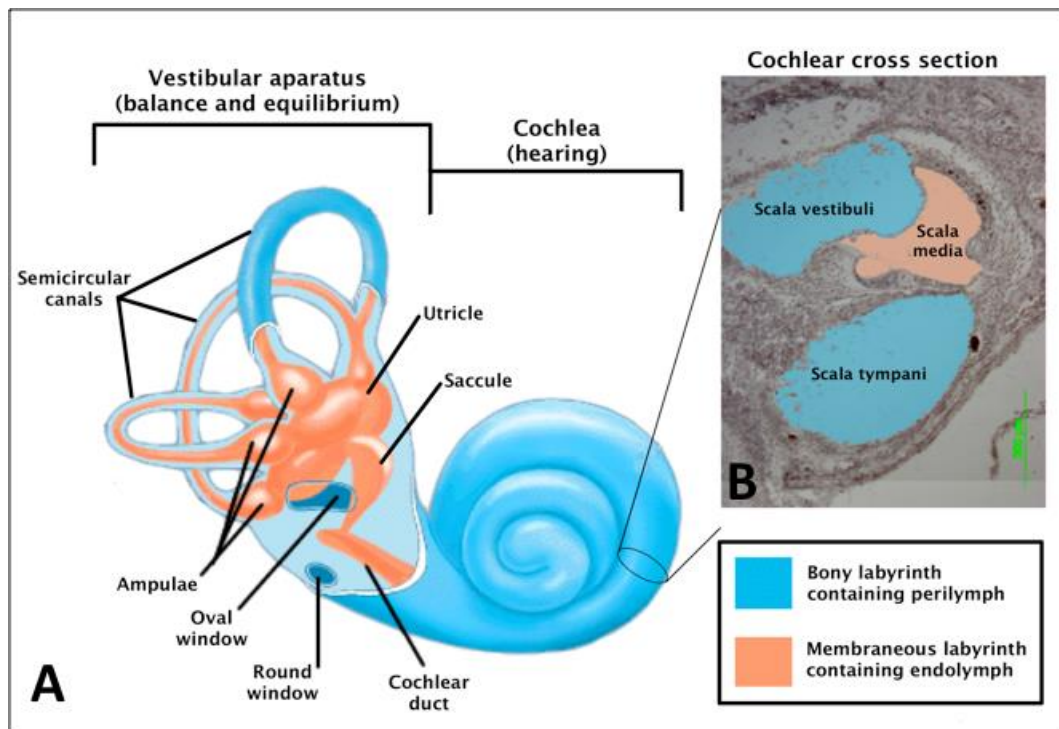 Vestibular aparatus
(balance and equilibrium)
Cochlea
(hearing)
Semicircular
canals
Utricle
Saccule
Ampulae
Oval
window
Round
window
Cochlear
duct
A
Cochlear cross section
Scala vestibuli
Scala
media
Scala tympani
B
Bony labyrinth
containing perilymph
Membraneous labyrinth
containing endolymph